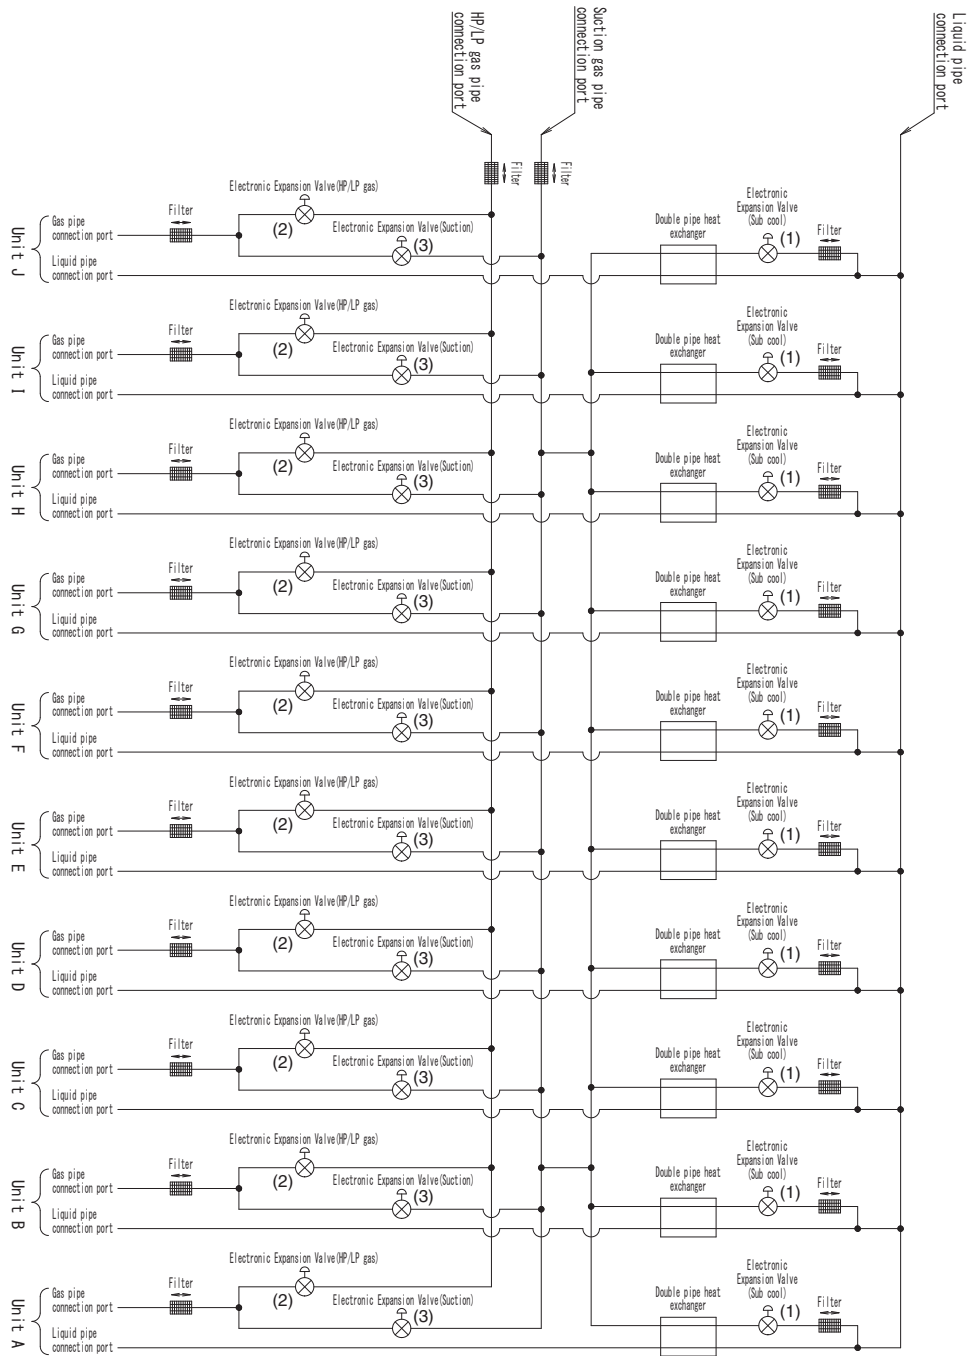 Liquid pipe
connection port
Suction gas pipe
connection port
HP/LP gas pipe
connection port
Filter
Filter
Unit J
Gas pipe
connection port
Liquid pipe
connection port
Filter
Electronic Expansion Valve(HP/LP gas)
(2)
Electronic Expansion Valve(Suction)
(3)
Double pipe heat
exchanger
Electronic
Expansion Valve
(Sub cool)
(1)
Filter
Unit I
Gas pipe
connection port
Liquid pipe
connection port
Filter
Electronic Expansion Valve(HP/LP gas)
(2)
Electronic Expansion Valve(Suction)
(3)
Double pipe heat
exchanger
Electronic
Expansion Valve
(Sub cool)
(1)
Filter
Unit H
Gas pipe
connection port
Liquid pipe
connection port
Filter
Electronic Expansion Valve(HP/LP gas)
(2)
Electronic Expansion Valve(Suction)
(3)
Double pipe heat
exchanger
Electronic
Expansion Valve
(Sub cool)
(1)
Filter
Unit G
Gas pipe
connection port
Liquid pipe
connection port
Filter
Electronic Expansion Valve(HP/LP gas)
(2)
Electronic Expansion Valve(Suction)
(3)
Double pipe heat
exchanger
Electronic
Expansion Valve
(Sub cool)
(1)
Filter
Unit F
Gas pipe
connection port
Liquid pipe
connection port
Filter
Electronic Expansion Valve(HP/LP gas)
(2)
Electronic Expansion Valve(Suction)
(3)
Double pipe heat
exchanger
Electronic
Expansion Valve
(Sub cool)
(1)
Filter
Unit E
Gas pipe
connection port
Liquid pipe
connection port
Filter
Electronic Expansion Valve(HP/LP gas)
(2)
Electronic Expansion Valve(Suction)
(3)
Double pipe heat
exchanger
Electronic
Expansion Valve
(Sub cool)
(1)
Filter
Unit D
Gas pipe
connection port
Liquid pipe
connection port
Filter
Electronic Expansion Valve(HP/LP gas)
(2)
Electronic Expansion Valve(Suction)
(3)
Double pipe heat
exchanger
Electronic
Expansion Valve
(Sub cool)
(1)
Filter
Unit C
Gas pipe
connection port
Liquid pipe
connection port
Filter
Electronic Expansion Valve(HP/LP gas)
(2)
Electronic Expansion Valve(Suction)
(3)
Double pipe heat
exchanger
Electronic
Expansion Valve
(Sub cool)
(1)
Filter
Unit B
Gas pipe
connection port
Liquid pipe
connection port
Filter
Electronic Expansion Valve(HP/LP gas)
(2)
Electronic Expansion Valve(Suction)
(3)
Double pipe heat
exchanger
Electronic
Expansion Valve
(Sub cool)
(1)
Filter
Unit A
Gas pipe
connection port
Liquid pipe
connection port
Filter
Electronic Expansion Valve(HP/LP gas)
(2)
Electronic Expansion Valve(Suction)
(3)
Double pipe heat
exchanger
Electronic
Expansion Valve
(Sub cool)
(1)
Filter